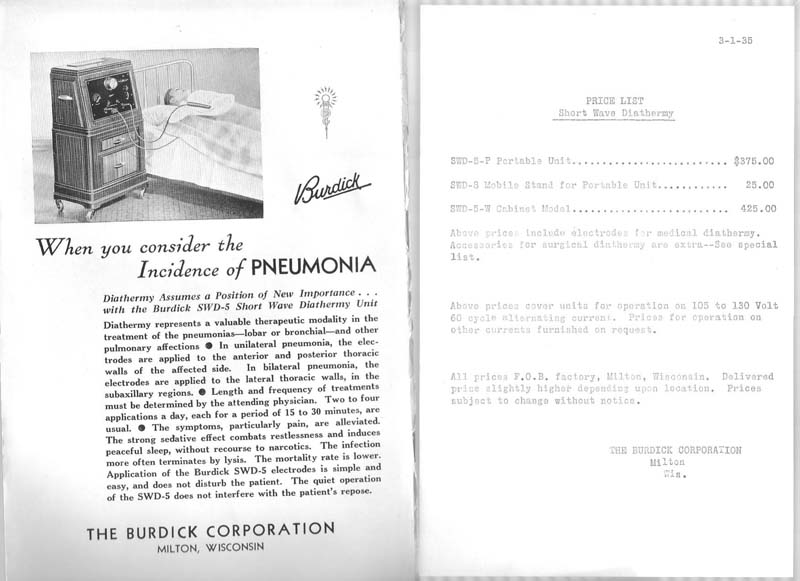 Burdick
When you consider the
Incidence of PNEUMONIA
Diathermy Assumes a Position of New Importance . . .
with the Burdick SWD-5 Short Wave Diathermy Unit
Diathermy represents a valuable therapeutic modality in the
treatment of the pneumonias—lobar or bronchial—and other
pulmonary affections ● In unilateral pneumonia, the elec-
trodes are applied to the anterior and posterior thoracic
walls of the affected side. In bilateral pneumonia, the
electrodes are applied to the lateral thoracic walls, in the
subaxillary regions. ● Length and frequency of treatments
must be determined by the attending physician. Two to four
applications a day, each for a period of 15 to 30 minutes, are
usual. ● The symptoms, particularly pain, are alleviated.
The strong sedative effect combats restlessness and induces
peaceful sleep, without recourse to narcotics. The infection
more often terminates by lysis. The mortality rate is lower.
Application of the Burdick SWD-5 electrodes is simple and
easy, and does not disturb the patient. The quiet operation
of the SWD-5 does not interfere with the patient's repose.
THE BURDICK CORPORATION
MILTON, WISCONSIN
3-1-35
PRICE LIST
Short Wave Diathermy
SWD-5-P Portable Unit.......................... $375.00
SWD-S Mobile Stand for Portable Unit............ 25.00
SWD-5-W Cabinet Model........................... 425.00
Above prices include electrodes for medical diathermy.
Accessories for surgical diathermy are extra--See special
list.
Above prices cover units for operation on 105 to 130 Volt
60 cycle alternating current. Prices for operation on
other currents furnished on request.
All prices F.O.B. factory, Milton, Wisconsin. Delivered
price slightly higher depending upon location. Prices
subject to change without notice.
THE BURDICK CORPORATION
Milton
Wis.